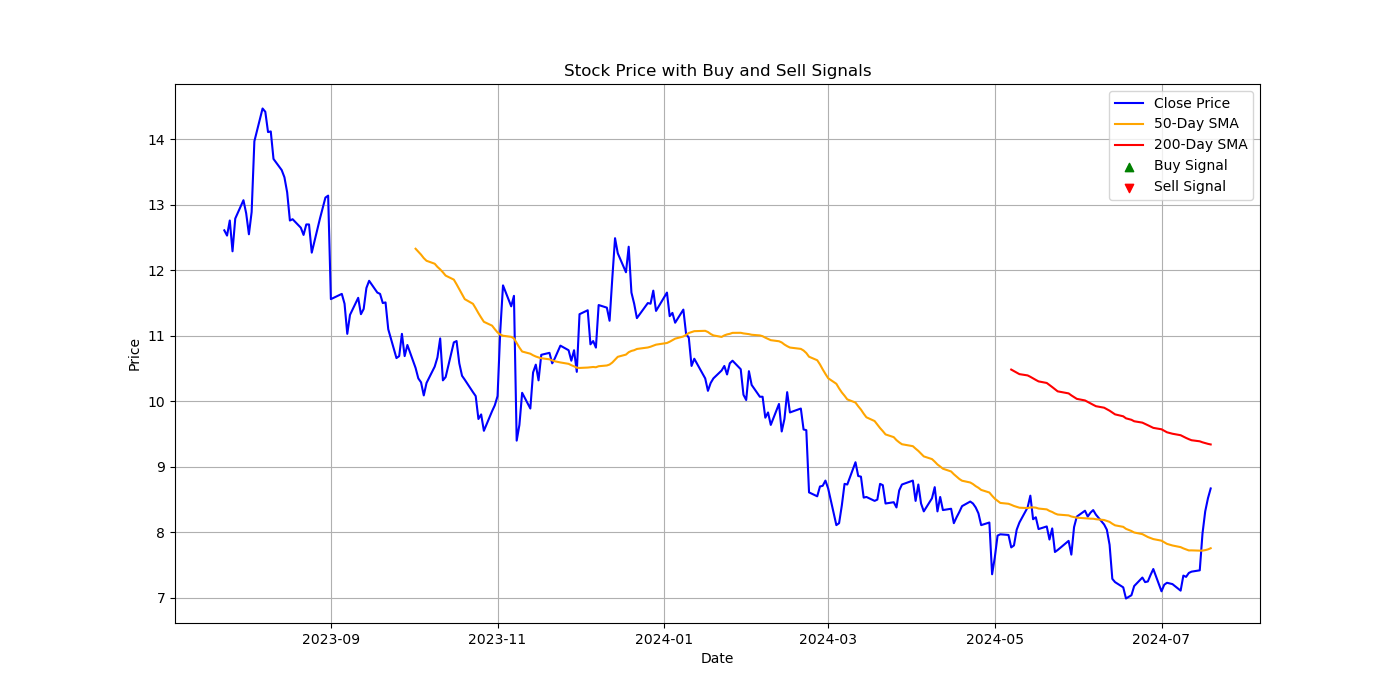 Stock Price with Buy and Sell Signals
Close Price
50-Day SMA
200-Day SMA
Buy Signal
Sell Signal
Price
14
13
12
11
10
9
8
7
2023-09
2023-11
2024-01
2024-03
2024-05
2024-07
Date